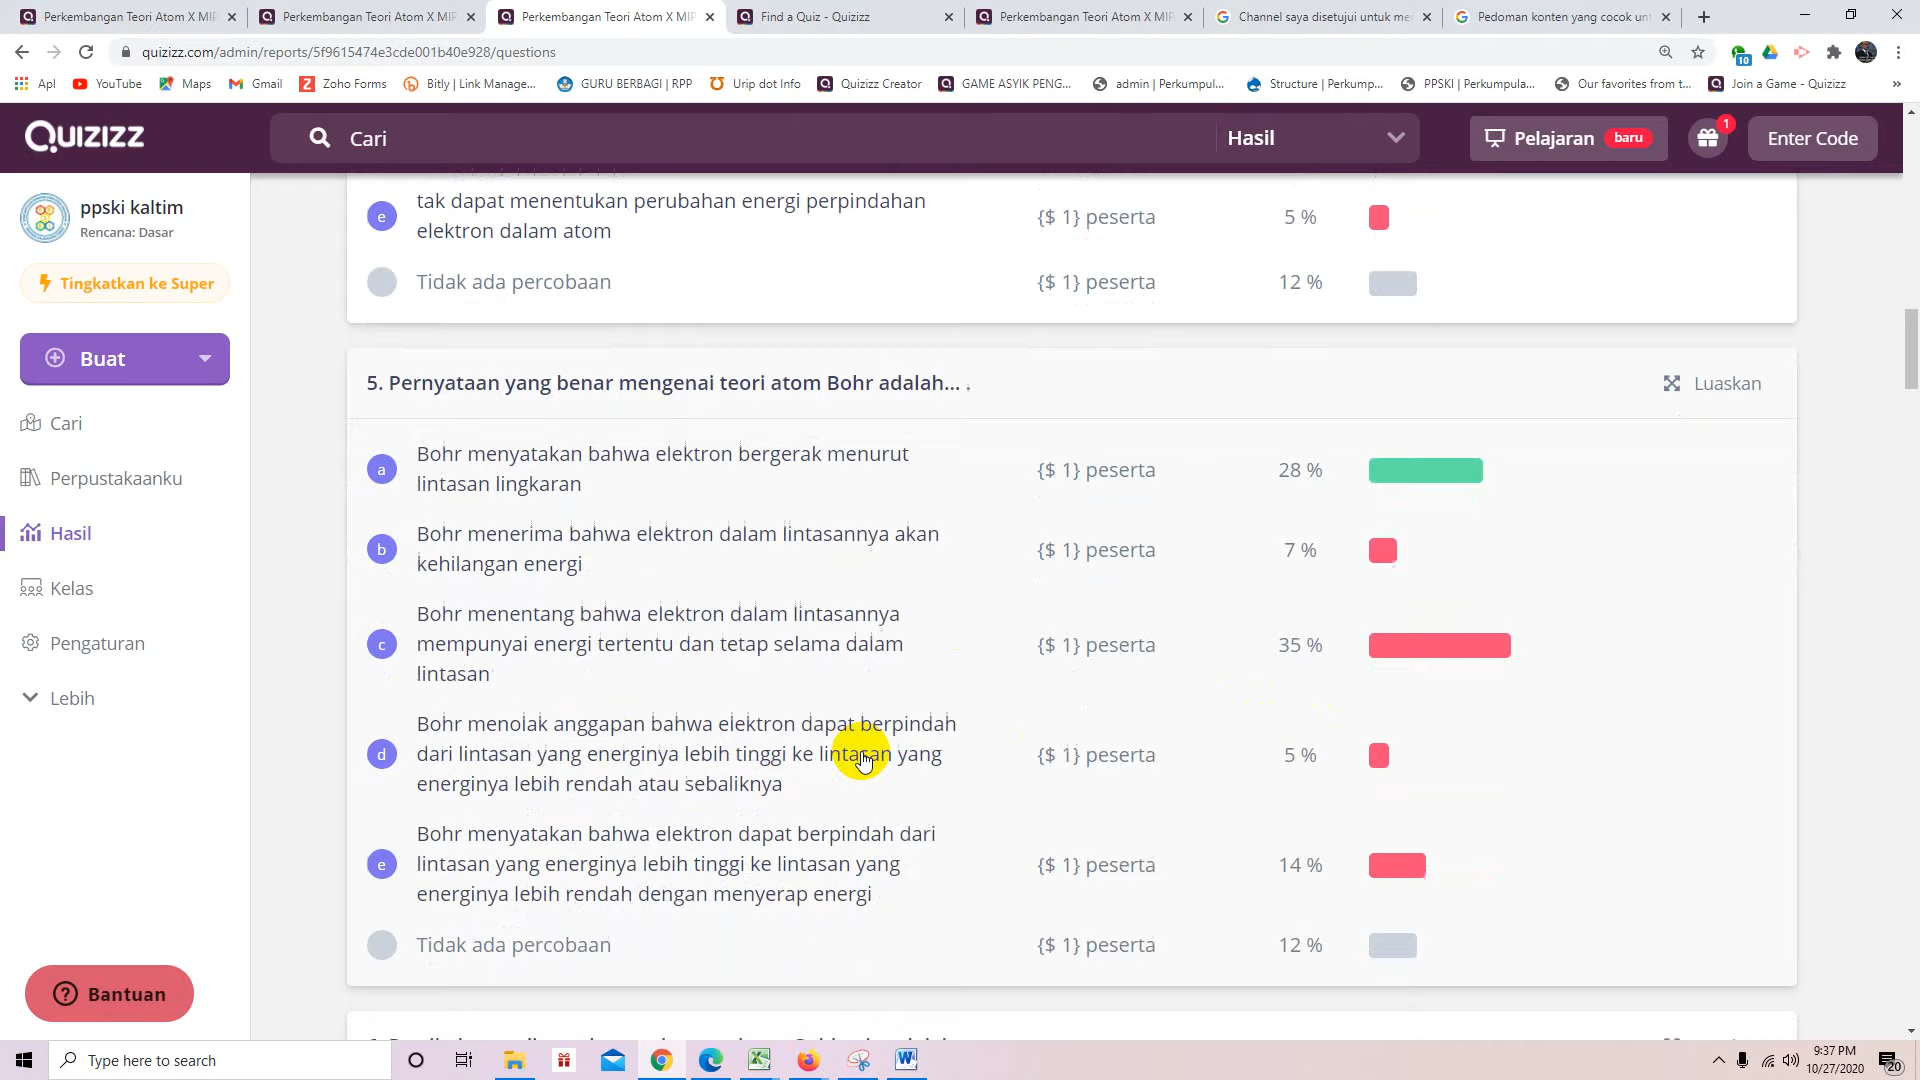 Perkembangan Teori Atom X MIP
Perkembangan Teori Atom X MIP
Perkembangan Teori Atom X MIP
Find a Quiz - Quizizz
Perkembangan Teori Atom X MIP
Channel saya disetujui untuk me
Pedoman konten yang cocok un
quizizz.com/admin/reports/5f9615474e3cde001b40e928/questions
10
Apl
YouTube
Maps
Gmail
Zoho Forms
Bitly | Link Manage...
GURU BERBAGI | RPP
Urip dot Info
Quizizz Creator
GAME ASYIK PENG...
admin | Perkumpul...
Structure | Perkump...
PPSKI | Perkumpula...
Our favorites from t...
Join a Game - Quizizz
»
QUIZIZZ
Cari
Hasil
Pelajaran
baru
1
Enter Code
ppski kaltim
Rencana: Dasar
Tingkatkan ke Super
Buat
Cari
Perpustakaanku
Hasil
Kelas
Pengaturan
Lebih
Bantuan
e
tak dapat menentukan perubahan energi perpindahan
elektron dalam atom
{$ 1} peserta
5 %
Tidak ada percobaan
{$ 1} peserta
12 %
5. Pernyataan yang benar mengenai teori atom Bohr adalah... .
Luaskan
a
Bohr menyatakan bahwa elektron bergerak menurut
lintasan lingkaran
{$ 1} peserta
28 %
b
Bohr menerima bahwa elektron dalam lintasannya akan
kehilangan energi
{$ 1} peserta
7 %
c
Bohr menentang bahwa elektron dalam lintasannya
mempunyai energi tertentu dan tetap selama dalam
lintasan
{$ 1} peserta
35 %
d
Bohr menolak anggapan bahwa elektron dapat berpindah
dari lintasan yang energinya lebih tinggi ke lintasan yang
energinya lebih rendah atau sebaliknya
{$ 1} peserta
5 %
e
Bohr menyatakan bahwa elektron dapat berpindah dari
lintasan yang energinya lebih tinggi ke lintasan yang
energinya lebih rendah dengan menyerap energi
{$ 1} peserta
14 %
Tidak ada percobaan
{$ 1} peserta
12 %
Type here to search
9:37 PM
10/27/2020
20